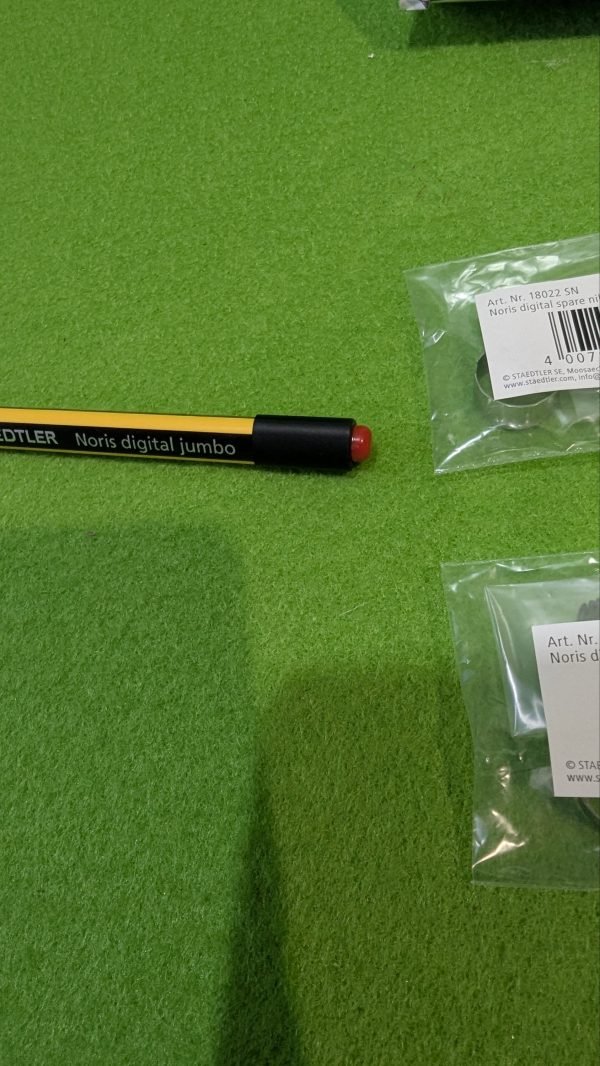 Art. Nr. 18022 SN
Noris digital spare ni
4 007
© STAEDTLER SE, Moosaec
www.staedtler.com, info@
EDTLER Noris digital jumbo
Art. Nr.
Noris d
© STAE
www.s